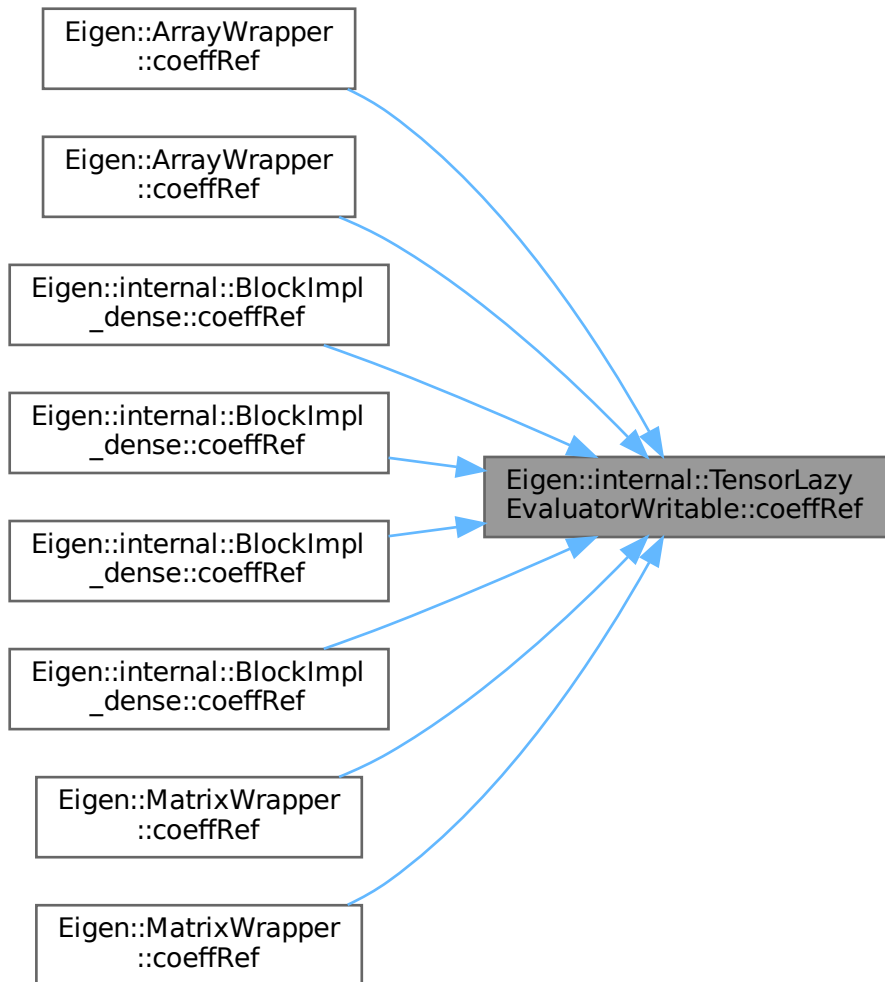 Eigen::ArrayWrapper
::coeffRef
Eigen::ArrayWrapper
::coeffRef
Eigen::internal::BlockImpl
_dense::coeffRef
Eigen::internal::BlockImpl
_dense::coeffRef
Eigen::internal::TensorLazy
EvaluatorWritable::coeffRef
Eigen::internal::BlockImpl
_dense::coeffRef
Eigen::internal::BlockImpl
_dense::coeffRef
Eigen::MatrixWrapper
::coeffRef
Eigen::MatrixWrapper
::coeffRef